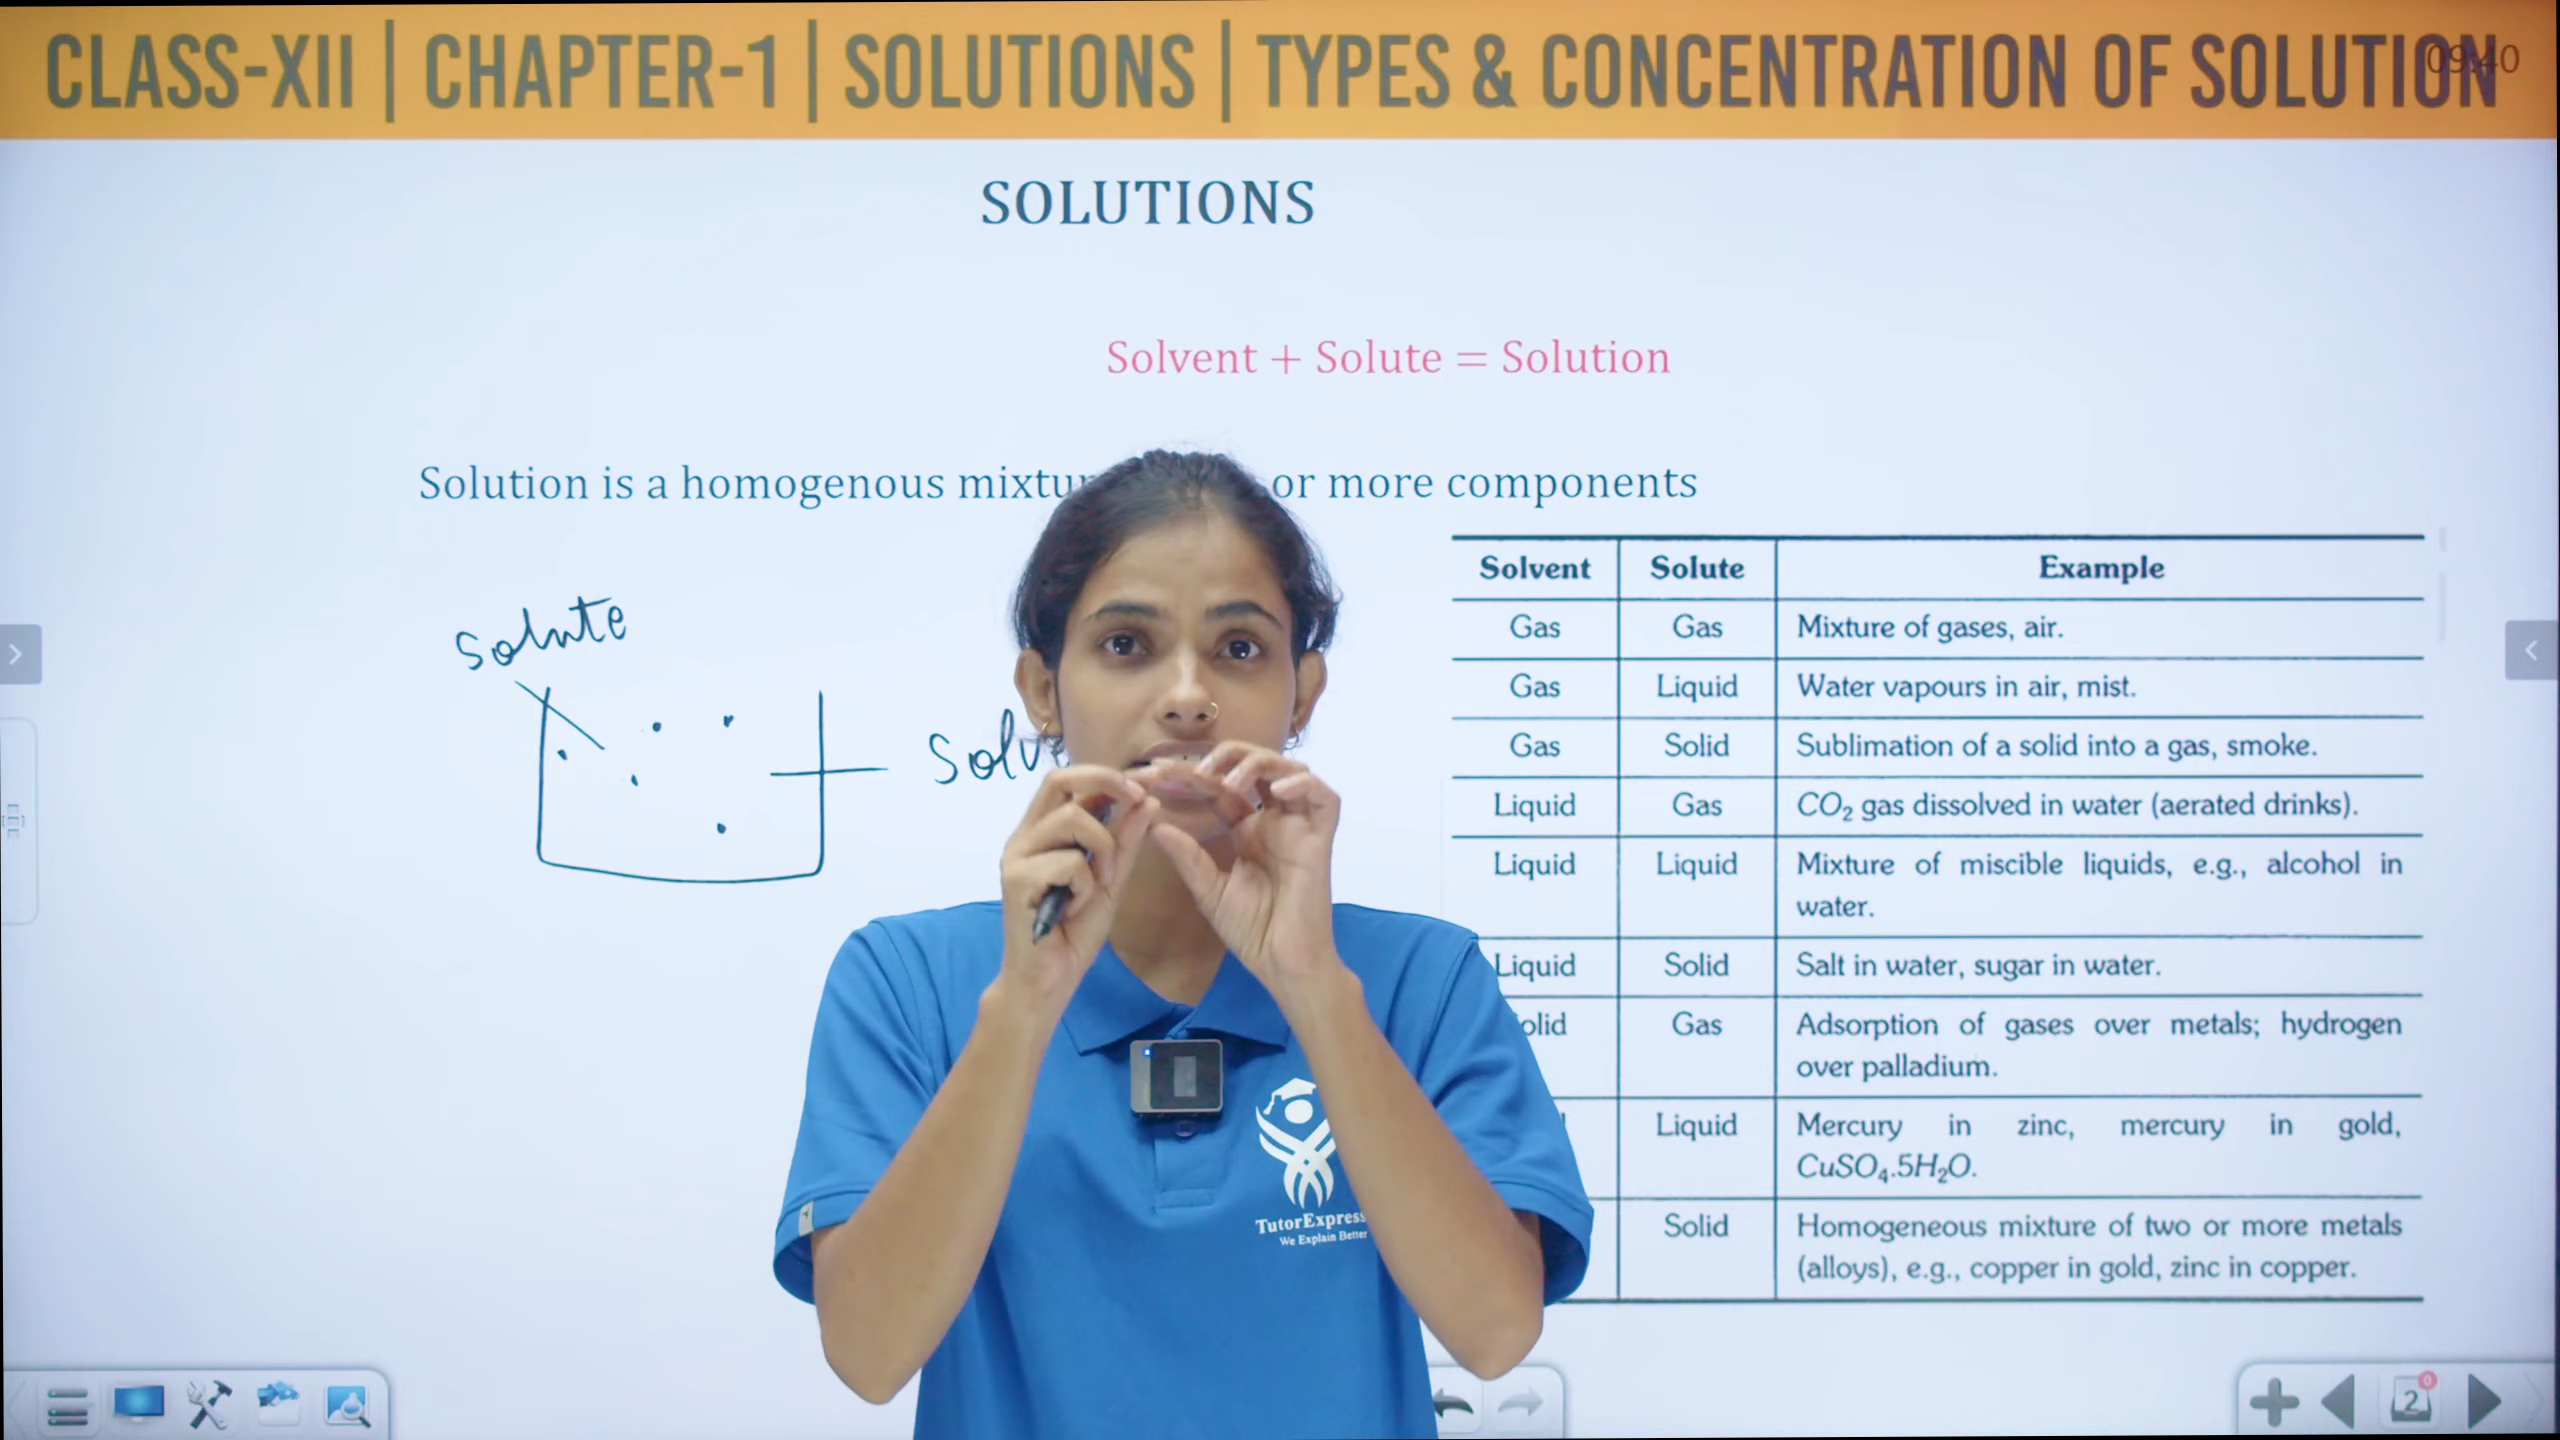 CLASS-XII | CHAPTER-1 | SOLUTIONS | TYPES & CONCENTRATION OF SOLUTION
09:40
SOLUTIONS
Solvent + Solute = Solution
Solution is a homogenous or more components
Solute
Solvent Solute Example
Gas Gas Mixture of gases, air.
Gas Liquid Water vapours in air, mist.
Gas Solid Sublimation of a solid into a gas, smoke.
Liquid Gas CO₂ gas dissolved in water (aerated drinks).
Liquid Liquid Mixture of miscible liquids, e.g., alcohol in
water.
Liquid Solid Salt in water, sugar in water.
Gas Adsorption of gases over metals; hydrogen
over palladium.
Liquid Mercury in zinc, mercury in gold,
CuSO₄.5H₂O.
Solid Homogeneous mixture of two or more metals
(alloys), e.g., copper in gold, zinc in copper.
TutorExpress
We Explain Better
2
0